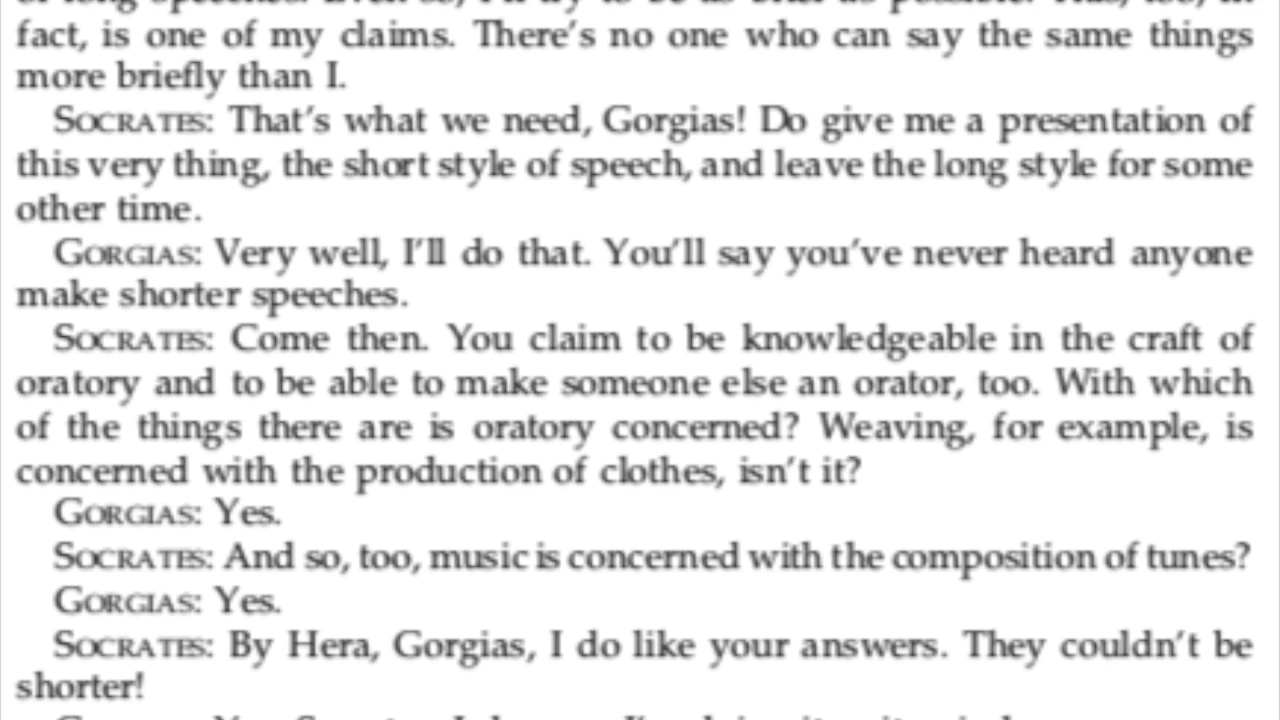 fact, is one of my claims. There's no one who can say the same things
more briefly than I.
SOCRATES: That's what we need, Gorgias! Do give me a presentation of
this very thing, the short style of speech, and leave the long style for some
other time.
GORGIAS: Very well, I'll do that. You'll say you've never heard anyone
make shorter speeches.
SOCRATES: Come then. You claim to be knowledgeable in the craft of
oratory and to be able to make someone else an orator, too. With which
of the things there are is oratory concerned? Weaving, for example, is
concerned with the production of clothes, isn't it?
GORGIAS: Yes.
SOCRATES: And so, too, music is concerned with the composition of tunes?
GORGIAS: Yes.
SOCRATES: By Hera, Gorgias, I do like your answers. They couldn't be
shorter!